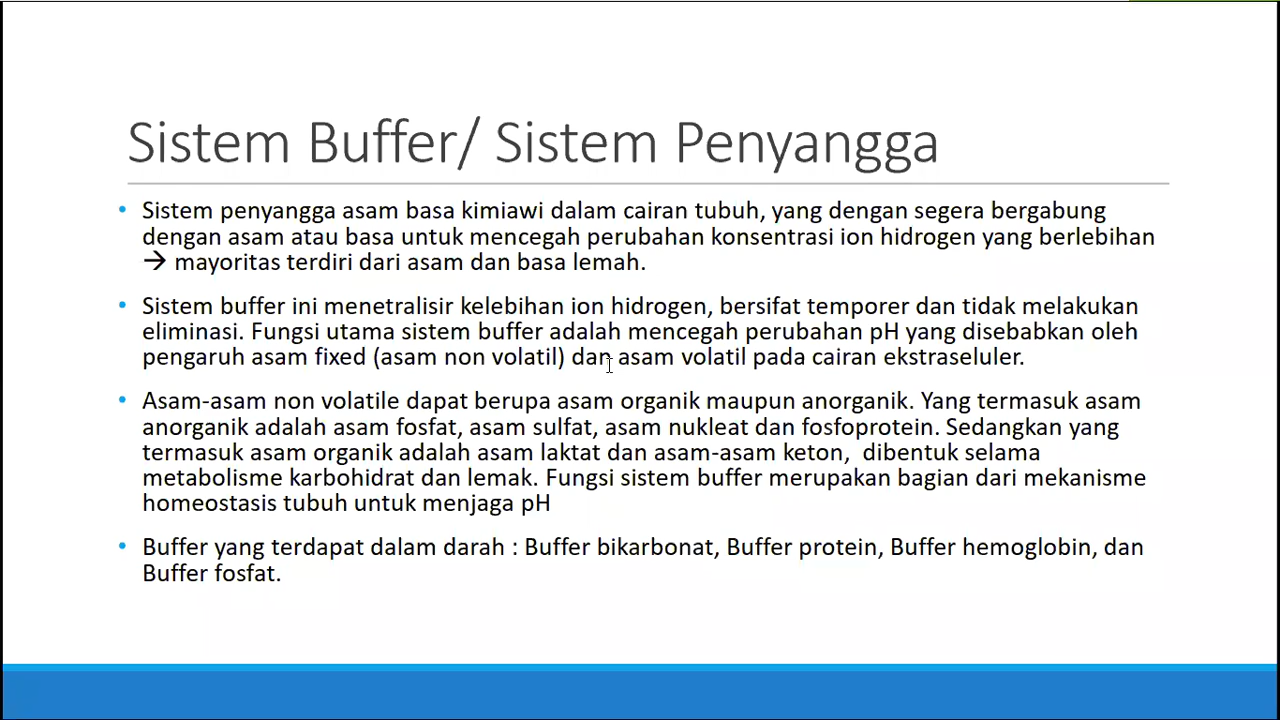 Sistem Buffer/ Sistem Penyangga
• Sistem penyangga asam basa kimiawi dalam cairan tubuh, yang dengan segera bergabung
dengan asam atau basa untuk mencegah perubahan konsentrasi ion hidrogen yang berlebihan
→ mayoritas terdiri dari asam dan basa lemah.
• Sistem buffer ini menetralisir kelebihan ion hidrogen, bersifat temporer dan tidak melakukan
eliminasi. Fungsi utama sistem buffer adalah mencegah perubahan pH yang disebabkan oleh
pengaruh asam fixed (asam non volatil) dan asam volatil pada cairan ekstraseluler.
• Asam-asam non volatile dapat berupa asam organik maupun anorganik. Yang termasuk asam
anorganik adalah asam fosfat, asam sulfat, asam nukleat dan fosfoprotein. Sedangkan yang
termasuk asam organik adalah asam laktat dan asam-asam keton,  dibentuk selama
metabolisme karbohidrat dan lemak. Fungsi sistem buffer merupakan bagian dari mekanisme
homeostasis tubuh untuk menjaga pH
• Buffer yang terdapat dalam darah : Buffer bikarbonat, Buffer protein, Buffer hemoglobin, dan
Buffer fosfat.